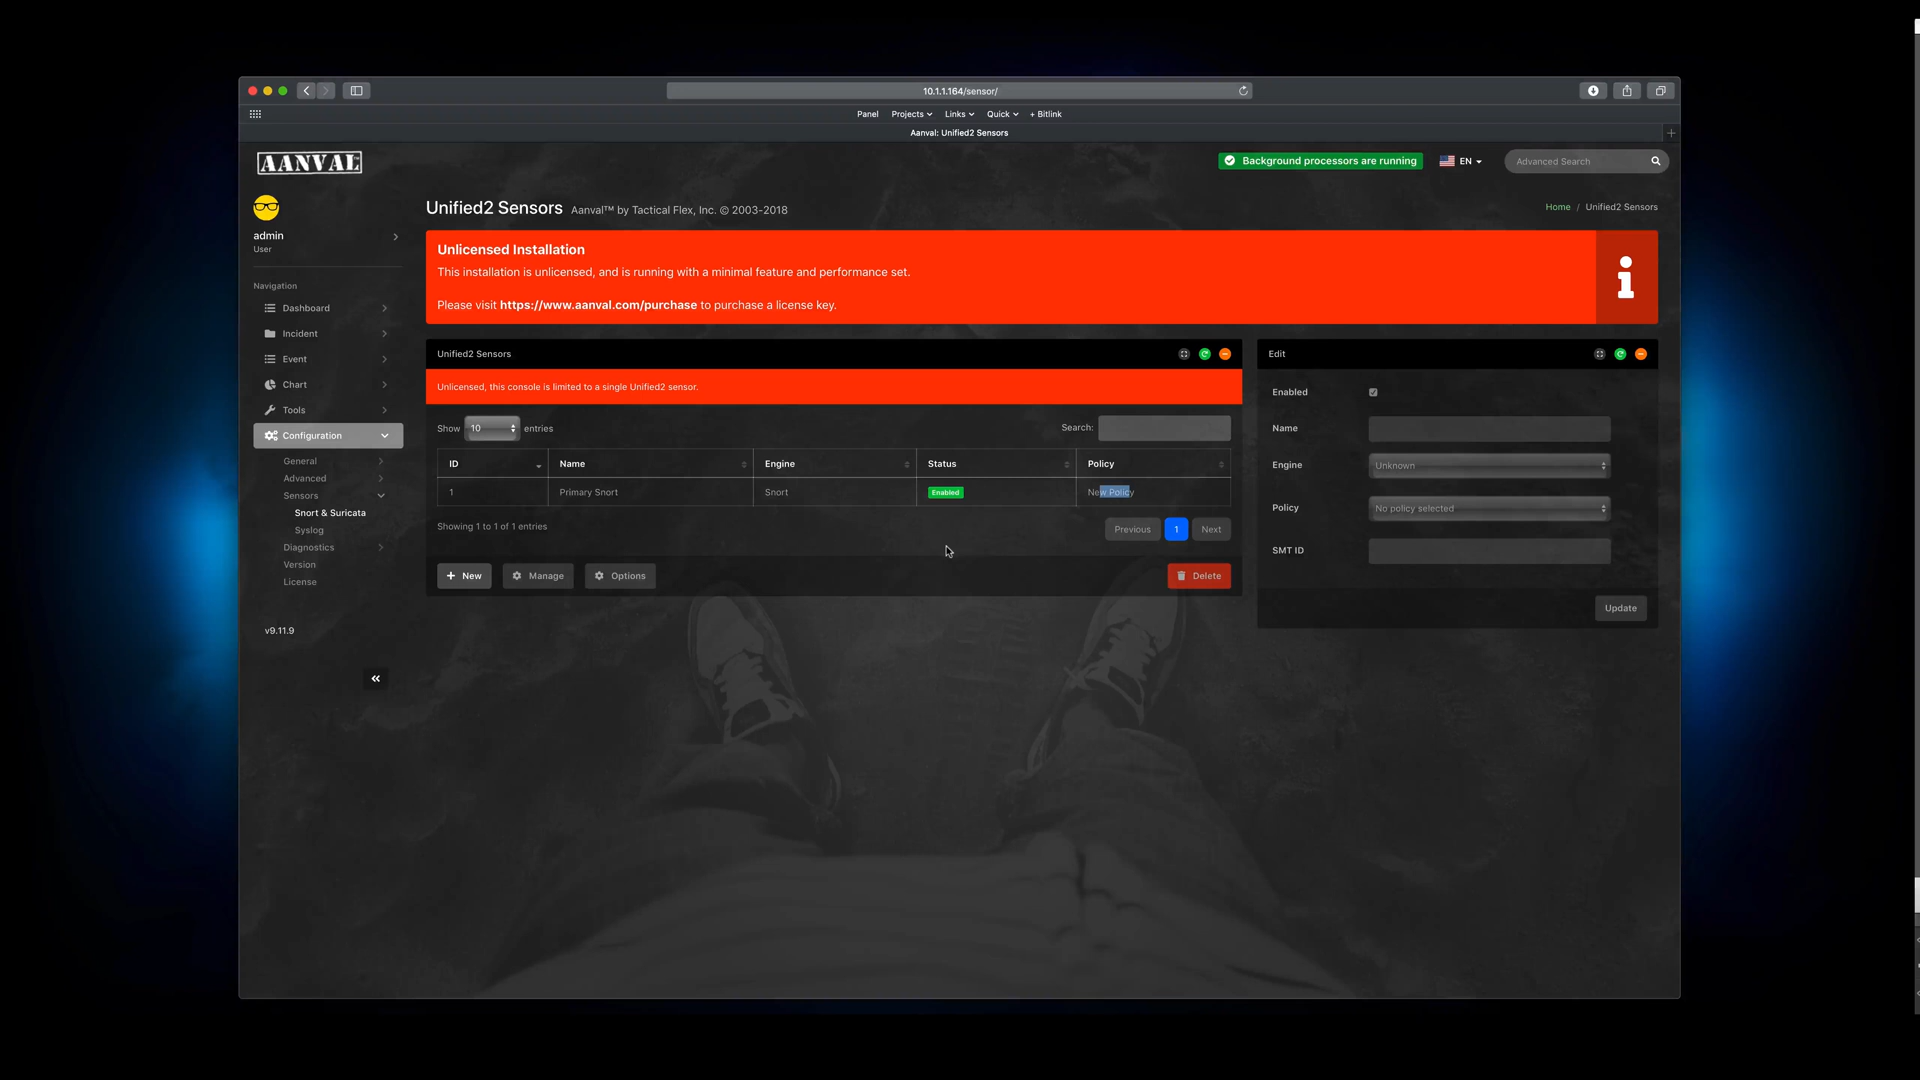 10.1.1.164/sensor/
Panel Projects Links Quick + Bitlink
Aanval: Unified2 Sensors
AANVAL
Background processors are running
EN
Advanced Search
admin
User
Unified2 Sensors Aanval™ by Tactical Flex, Inc. © 2003-2018
Home / Unified2 Sensors
Unlicensed Installation
This installation is unlicensed, and is running with a minimal feature and performance set.
Please visit https://www.aanval.com/purchase to purchase a license key.
Navigation
Dashboard
Incident
Event
Chart
Tools
Configuration
General
Advanced
Sensors
Snort & Suricata
Syslog
Diagnostics
Version
License
v9.11.9
Unified2 Sensors
Unlicensed, this console is limited to a single Unified2 sensor.
Show 10 entries
Search:
ID Name Engine Status Policy
1 Primary Snort Snort Enabled New Policy
Showing 1 to 1 of 1 entries
Previous 1 Next
New Manage Options Delete
Edit
Enabled
Name
Engine Unknown
Policy No policy selected
SMT ID
Update